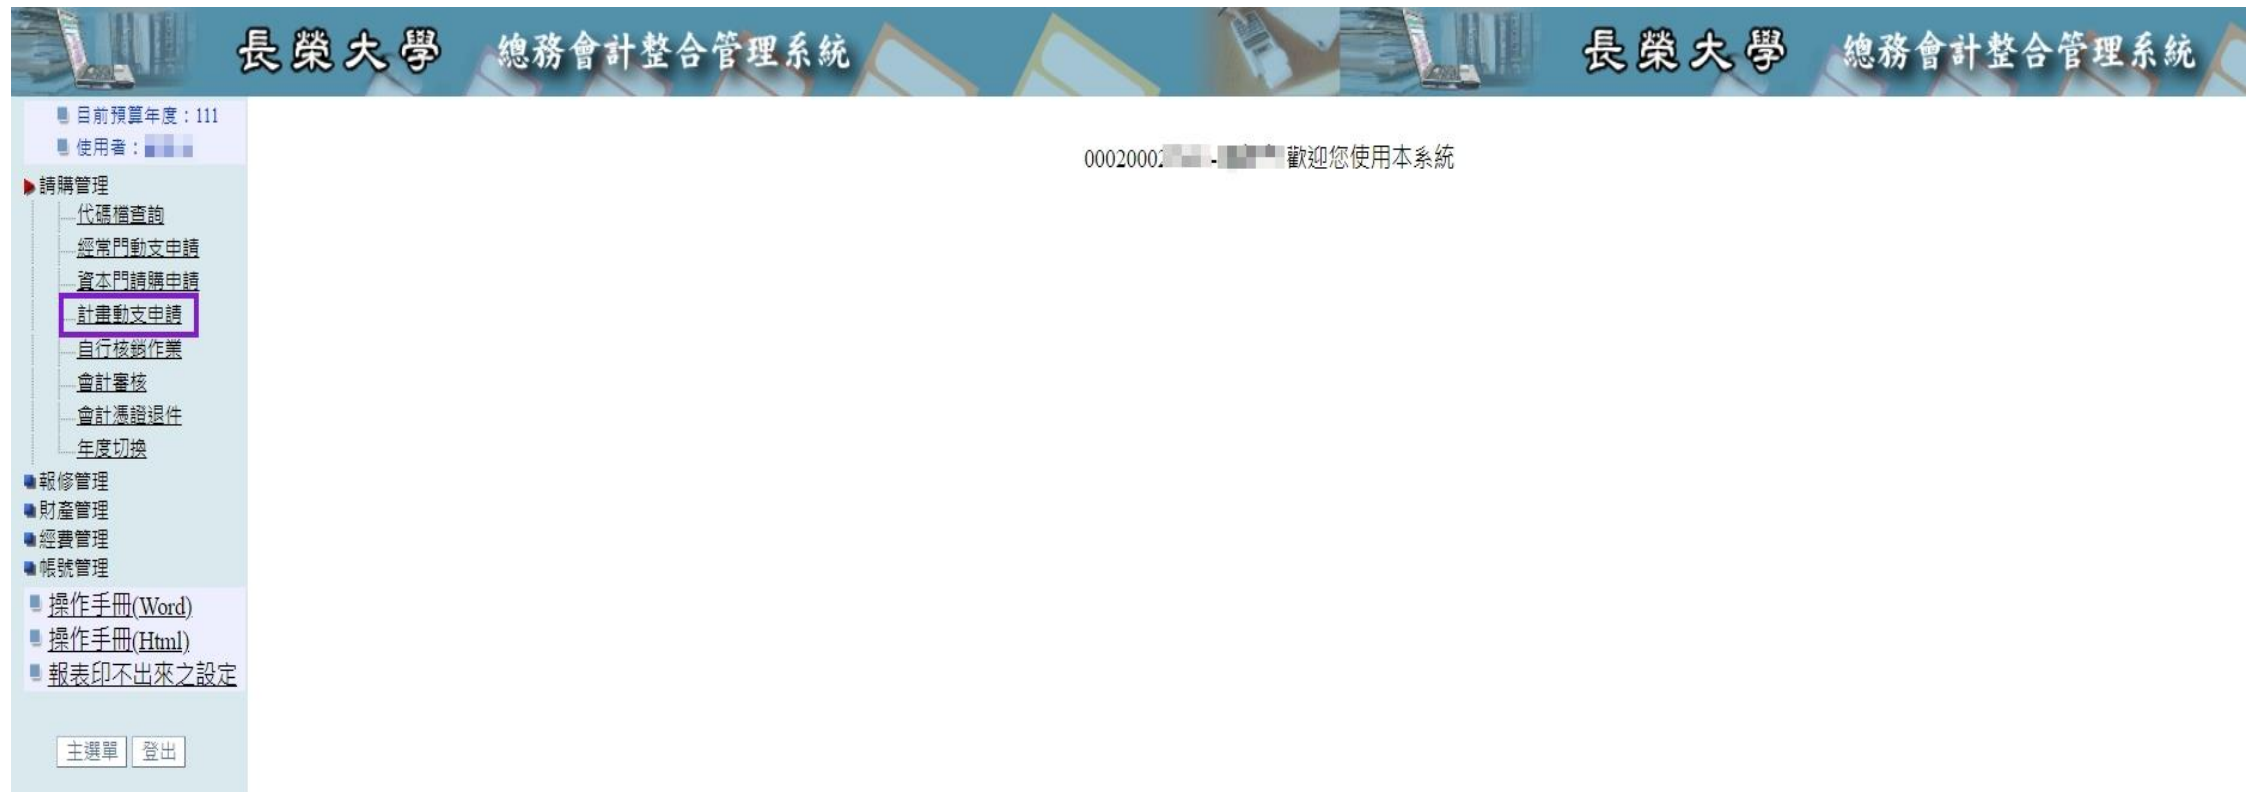 長榮大學 總務會計整合管理系統 長榮大學 總務會計整合管理系統
目前預算年度：111
使用者：
00020002 - 歡迎您使用本系統
請購管理
代碼檔查詢
經常門動支申請
資本門請購申請
計畫動支申請
自行核銷作業
會計審核
會計憑證退件
年度切換
報修管理
財產管理
經費管理
帳號管理
操作手冊(Word)
操作手冊(Html)
報表印不出來之設定
主選單 登出